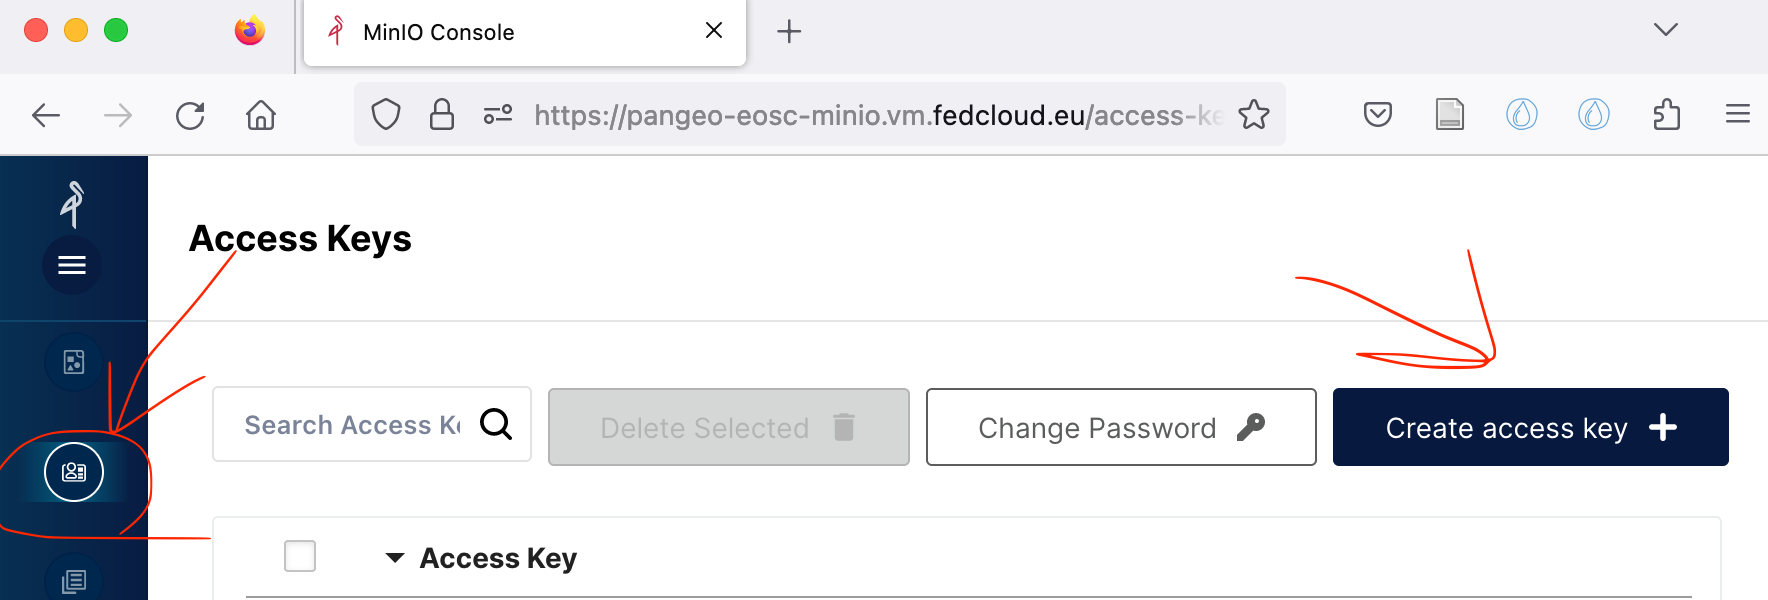 MinIO Console
https://pangeo-eosc-minio.vm.fedcloud.eu/access-ke
Access Keys
Search Access Ke
Delete Selected
Change Password
Create access key
Access Key